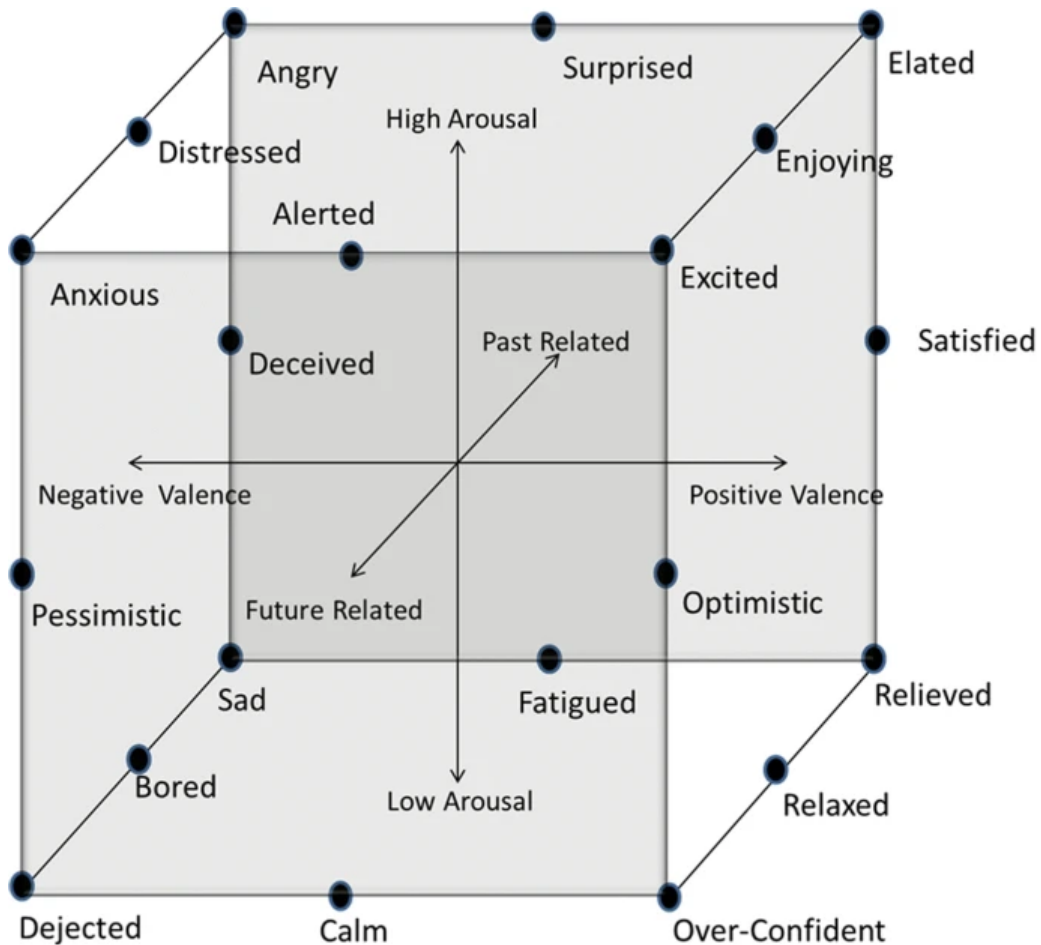 Angry
Surprised
Elated
High Arousal
Distressed
Enjoying
Alerted
Excited
Anxious
Past Related
Satisfied
Deceived
Negative  Valence
Positive Valence
Pessimistic
Future Related
Optimistic
Sad
Fatigued
Relieved
Bored
Low Arousal
Relaxed
Dejected
Calm
Over-Confident